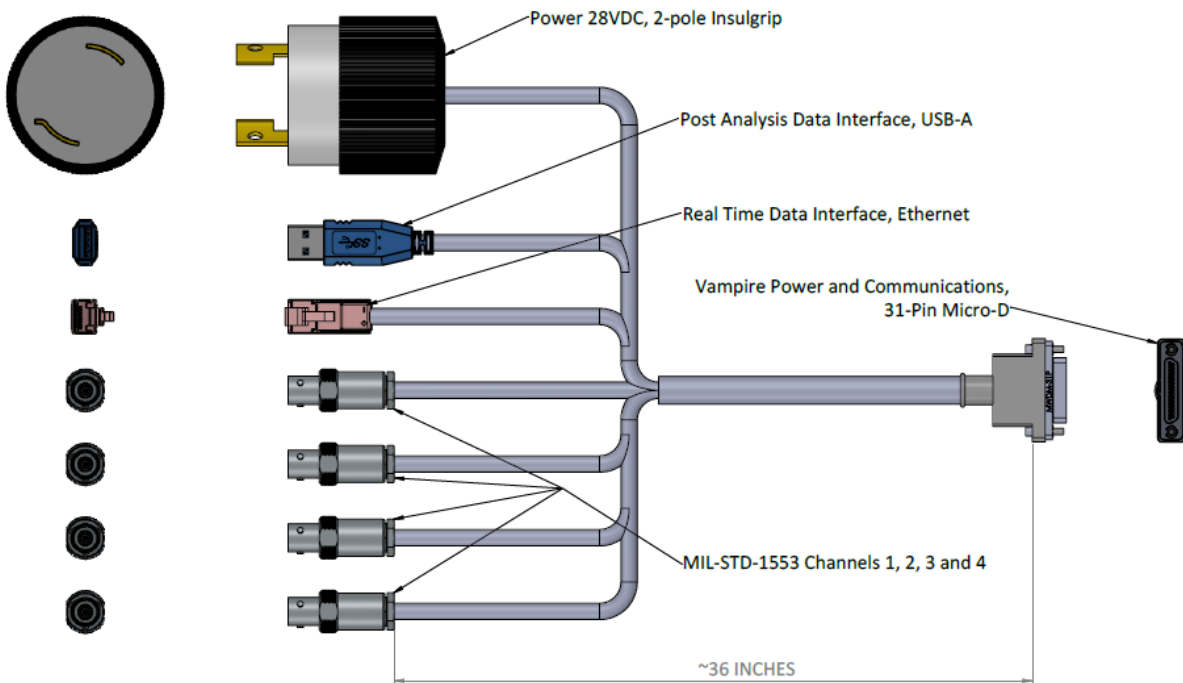 Power 28VDC, 2-pole Insulgrip
Post Analysis Data Interface, USB-A
SS
Real Time Data Interface, Ethernet
Vampire Power and Communications,
31-Pin Micro-D
MIL-STD-1553 Channels 1, 2, 3 and 4
~36 INCHES